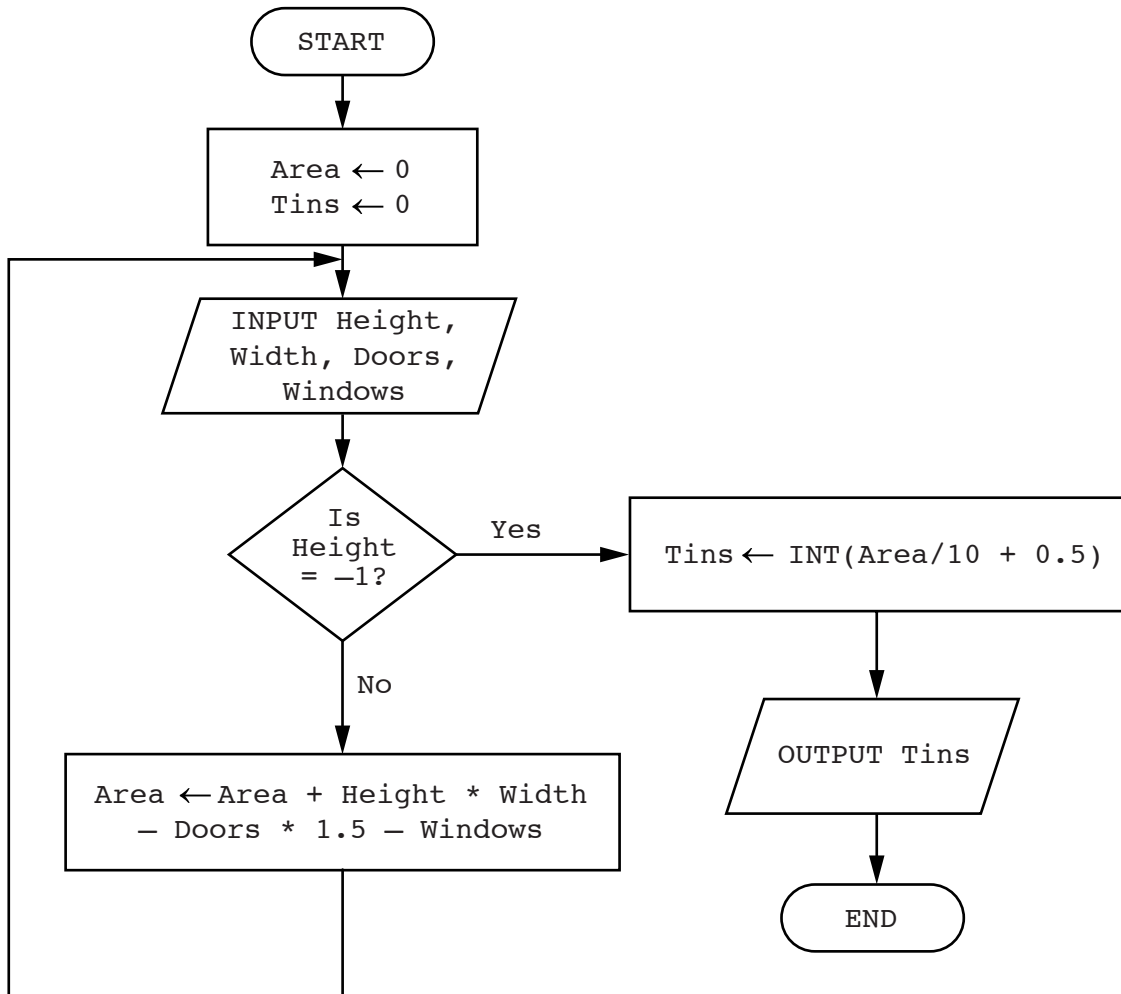 START
Area ← 0
Tins ← 0
INPUT Height,
Width, Doors,
Windows
Is
Height
= –1?
Yes
Tins ← INT(Area/10 + 0.5)
No
OUTPUT Tins
Area ← Area + Height * Width
– Doors * 1.5 – Windows
END